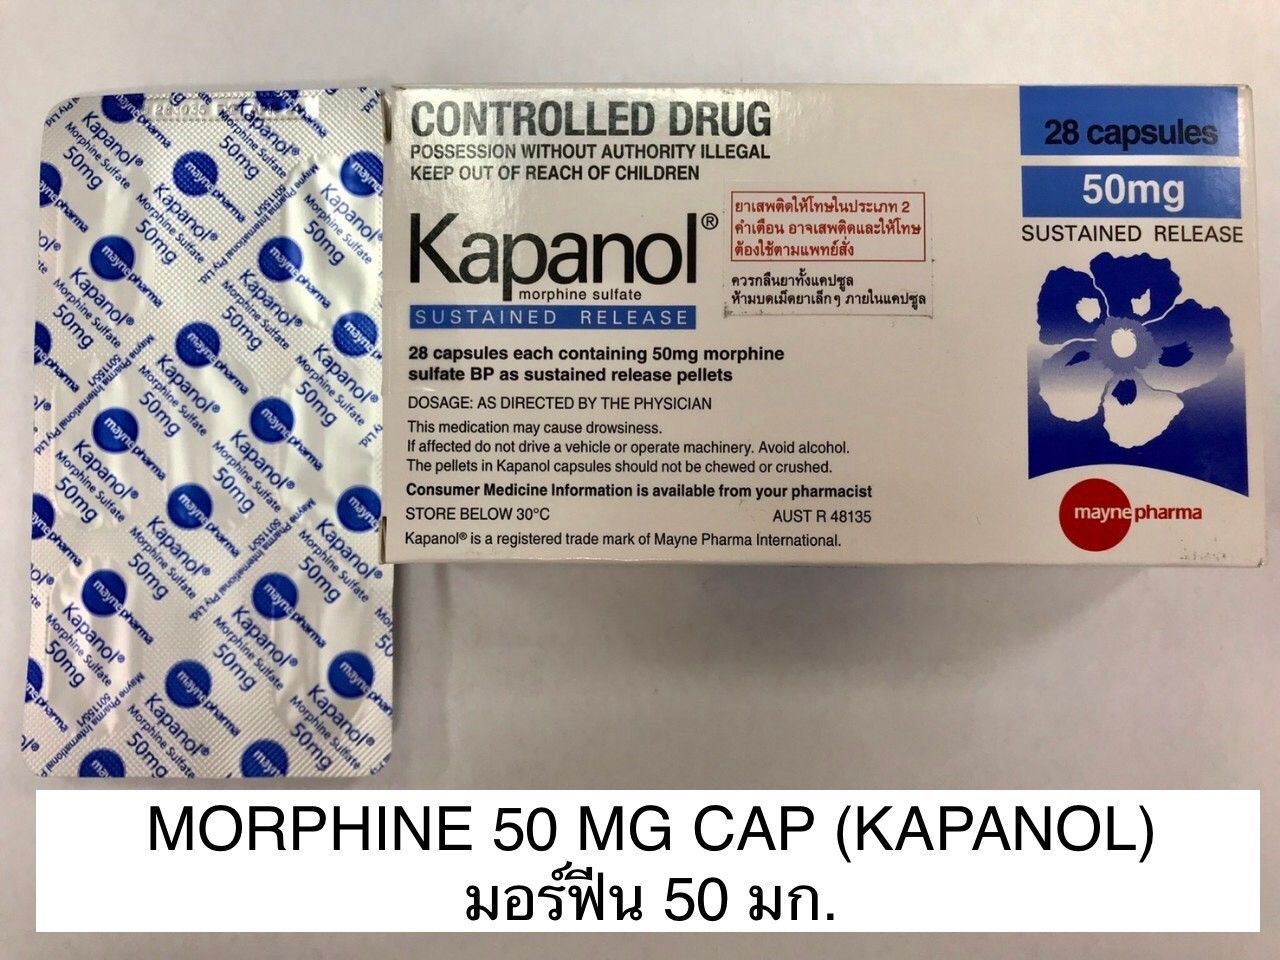 CONTROLLED DRUG
POSSESSION WITHOUT AUTHORITY ILLEGAL
KEEP OUT OF REACH OF CHILDREN
Kapanol®
morphine sulfate
SUSTAINED RELEASE
ยาเสพติดให้โทษในประเภท 2
คำเตือน อาจเสพติดและให้โทษ
ต้องใช้ตามแพทย์สั่ง
ควรกลืนยาทั้งแคปซูล
ห้ามบดเม็ดยาเล็กๆ ภายในแคปซูล
28 capsules
50mg
SUSTAINED RELEASE
28 capsules each containing 50mg morphine
sulfate BP as sustained release pellets
DOSAGE: AS DIRECTED BY THE PHYSICIAN
This medication may cause drowsiness.
If affected do not drive a vehicle or operate machinery. Avoid alcohol.
The pellets in Kapanol capsules should not be chewed or crushed.
Consumer Medicine Information is available from your pharmacist
STORE BELOW 30°C
AUST R 48135
Kapanol® is a registered trade mark of Mayne Pharma International.
maynepharma
Kapanol®
Morphine Sulfate
50mg
Mayne Pharma International Pty Ltd
501155/1
maynepharma
MORPHINE 50 MG CAP (KAPANOL)
มอร์ฟีน 50 มก.